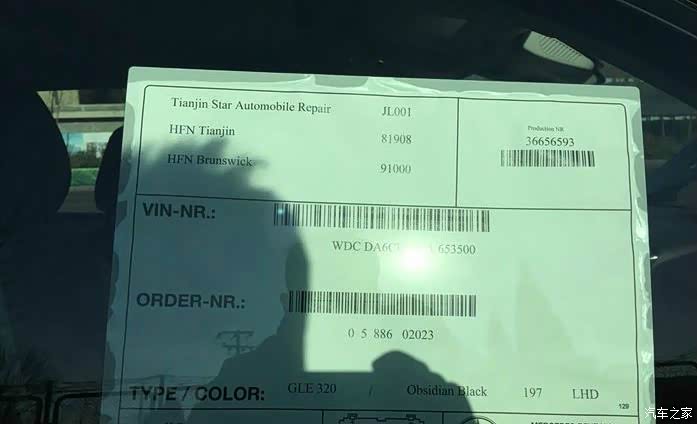 Tianjin Star Automobile Repair JL001
HFN Tianjin 81908
HFN Brunswick 91000
Production NR
36656593
VIN-NR.:
WDC 653500
ORDER-NR.:
0 5 886 02023
TYPE / COLOR: GLE 320 / Obsidian Black 197 LHD
129
汽车之家